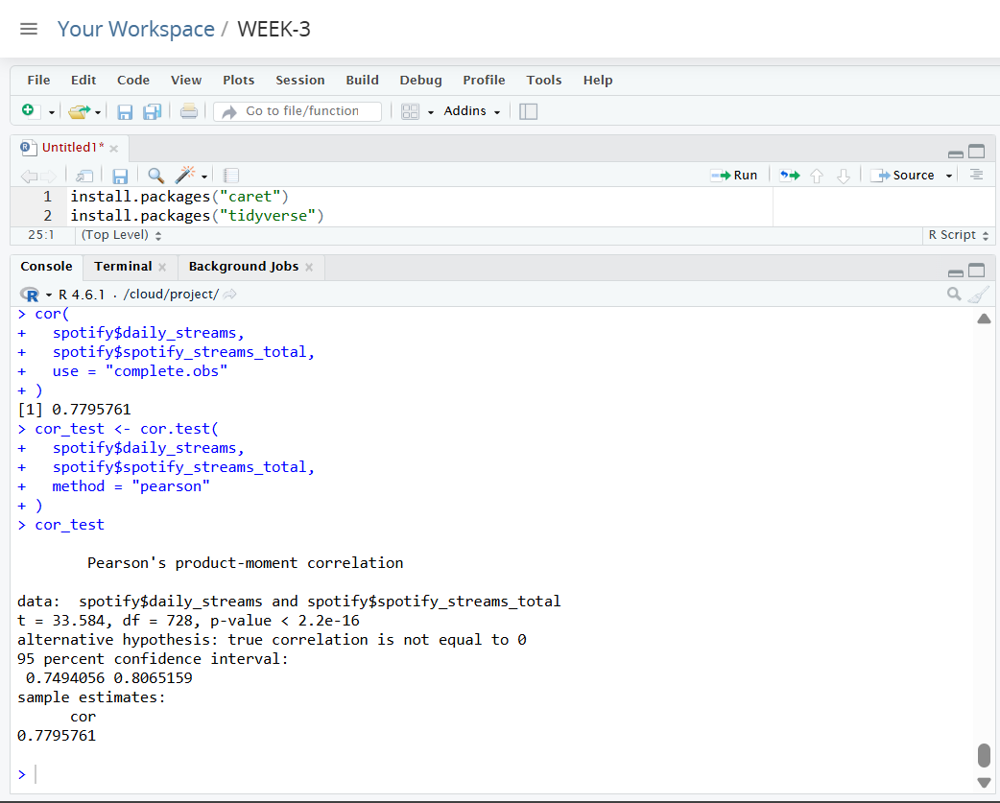 Your Workspace / WEEK-3
File Edit Code View Plots Session Build Debug Profile Tools Help
Go to file/function Addins
Untitled1*
Run Source
1 install.packages("caret")
2 install.packages("tidyverse")
25:1 (Top Level) R Script
Console Terminal Background Jobs
R R 4.6.1 · /cloud/project/
> cor(
+   spotify$daily_streams,
+   spotify$spotify_streams_total,
+   use = "complete.obs"
+ )
[1] 0.7795761
> cor_test <- cor.test(
+   spotify$daily_streams,
+   spotify$spotify_streams_total,
+   method = "pearson"
+ )
> cor_test
Pearson's product-moment correlation
data:  spotify$daily_streams and spotify$spotify_streams_total
t = 33.584, df = 728, p-value < 2.2e-16
alternative hypothesis: true correlation is not equal to 0
95 percent confidence interval:
 0.7494056 0.8065159
sample estimates:
      cor
0.7795761
>